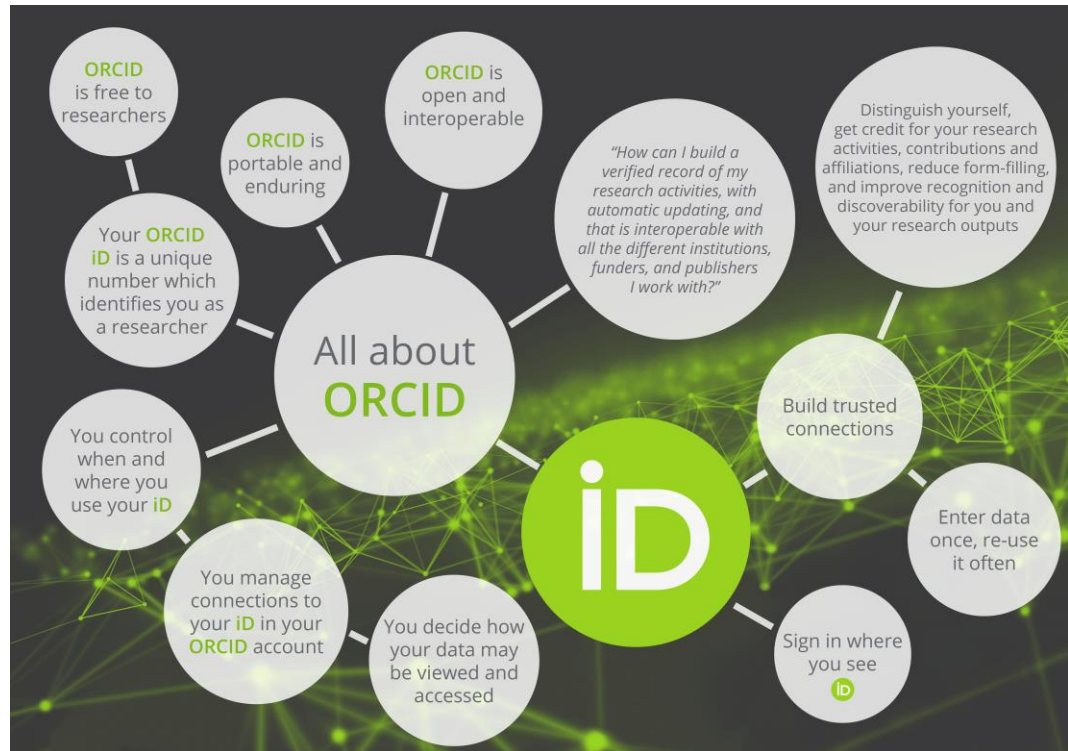 ORCID
is free to
researchers
ORCID is
portable and
enduring
ORCID is
open and
interoperable
“How can I build a
verified record of my
research activities, with
automatic updating, and
that is interoperable with
all the different institutions,
funders, and publishers
I work with?”
Distinguish yourself,
get credit for your research
activities, contributions and
affiliations, reduce form-filling,
and improve recognition and
discoverability for you and
your research outputs
Your ORCID
iD is a unique
number which
identifies you as
a researcher
All about
ORCID
You control
when and
where you
use your iD
You manage
connections to
your iD in your
ORCID account
You decide how
your data may
be viewed and
accessed
iD
Build trusted
connections
Enter data
once, re-use
it often
Sign in where
you see
iD